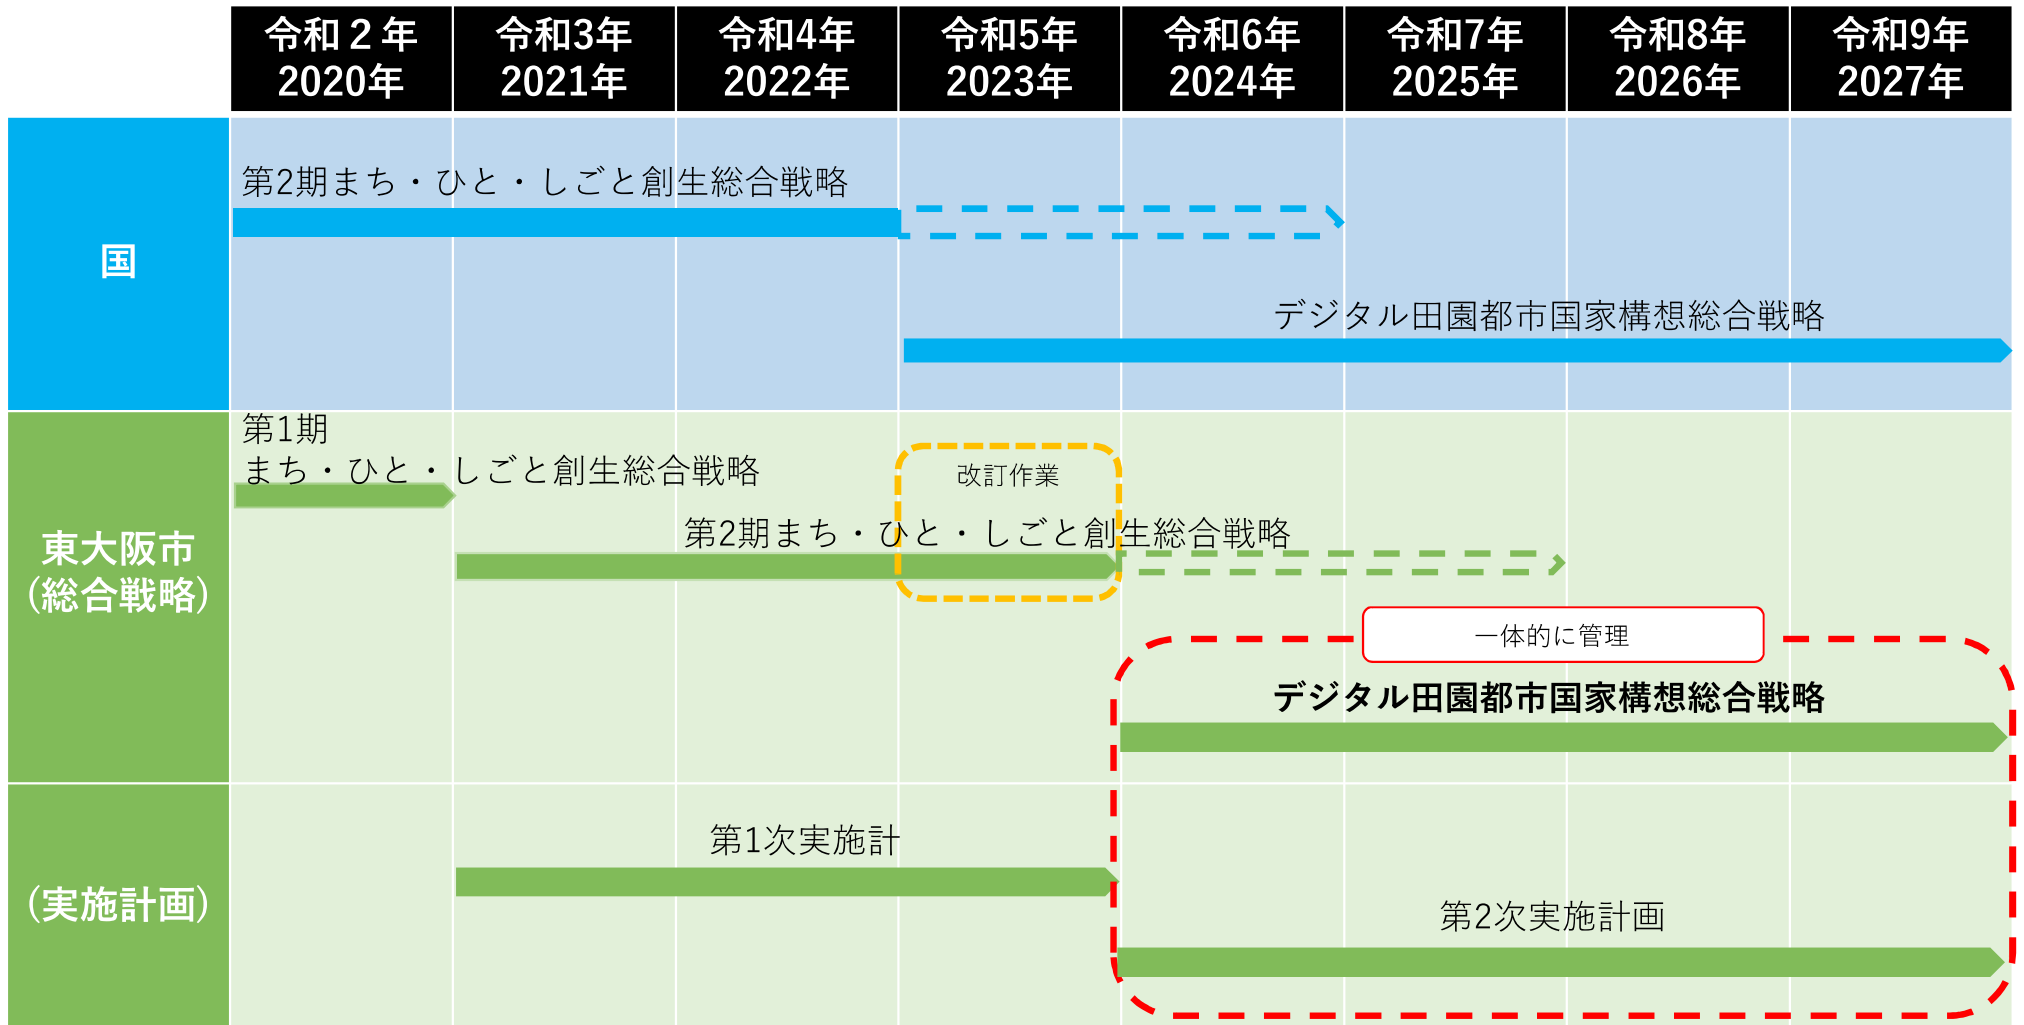 令和２年
2020年
令和3年
2021年
令和4年
2022年
令和5年
2023年
令和6年
2024年
令和7年
2025年
令和8年
2026年
令和9年
2027年
国
第2期まち・ひと・しごと創生総合戦略
デジタル田園都市国家構想総合戦略
東大阪市
(総合戦略)
第1期
まち・ひと・しごと創生総合戦略
改訂作業
第2期まち・ひと・しごと創生総合戦略
一体的に管理
デジタル田園都市国家構想総合戦略
(実施計画)
第1次実施計
第2次実施計画